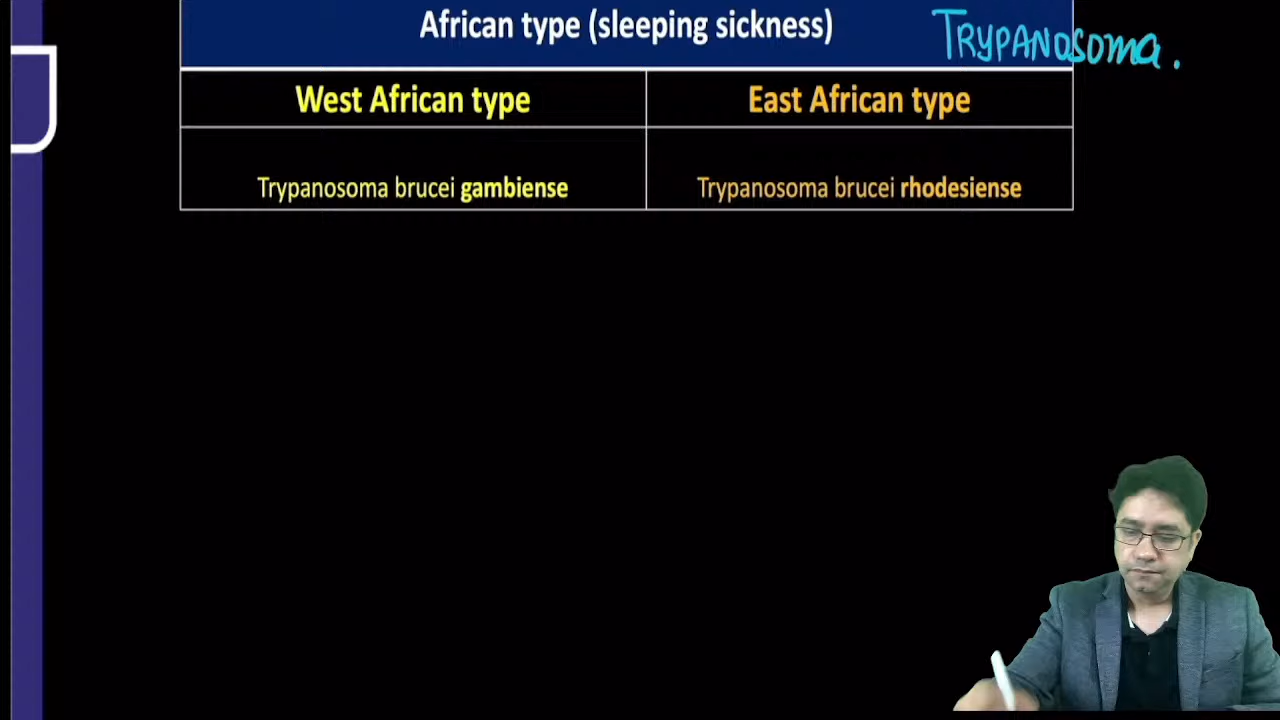 African type (sleeping sickness)
TRYPANOSOMA.
West African type
East African type
Trypanosoma brucei gambiense
Trypanosoma brucei rhodesiense